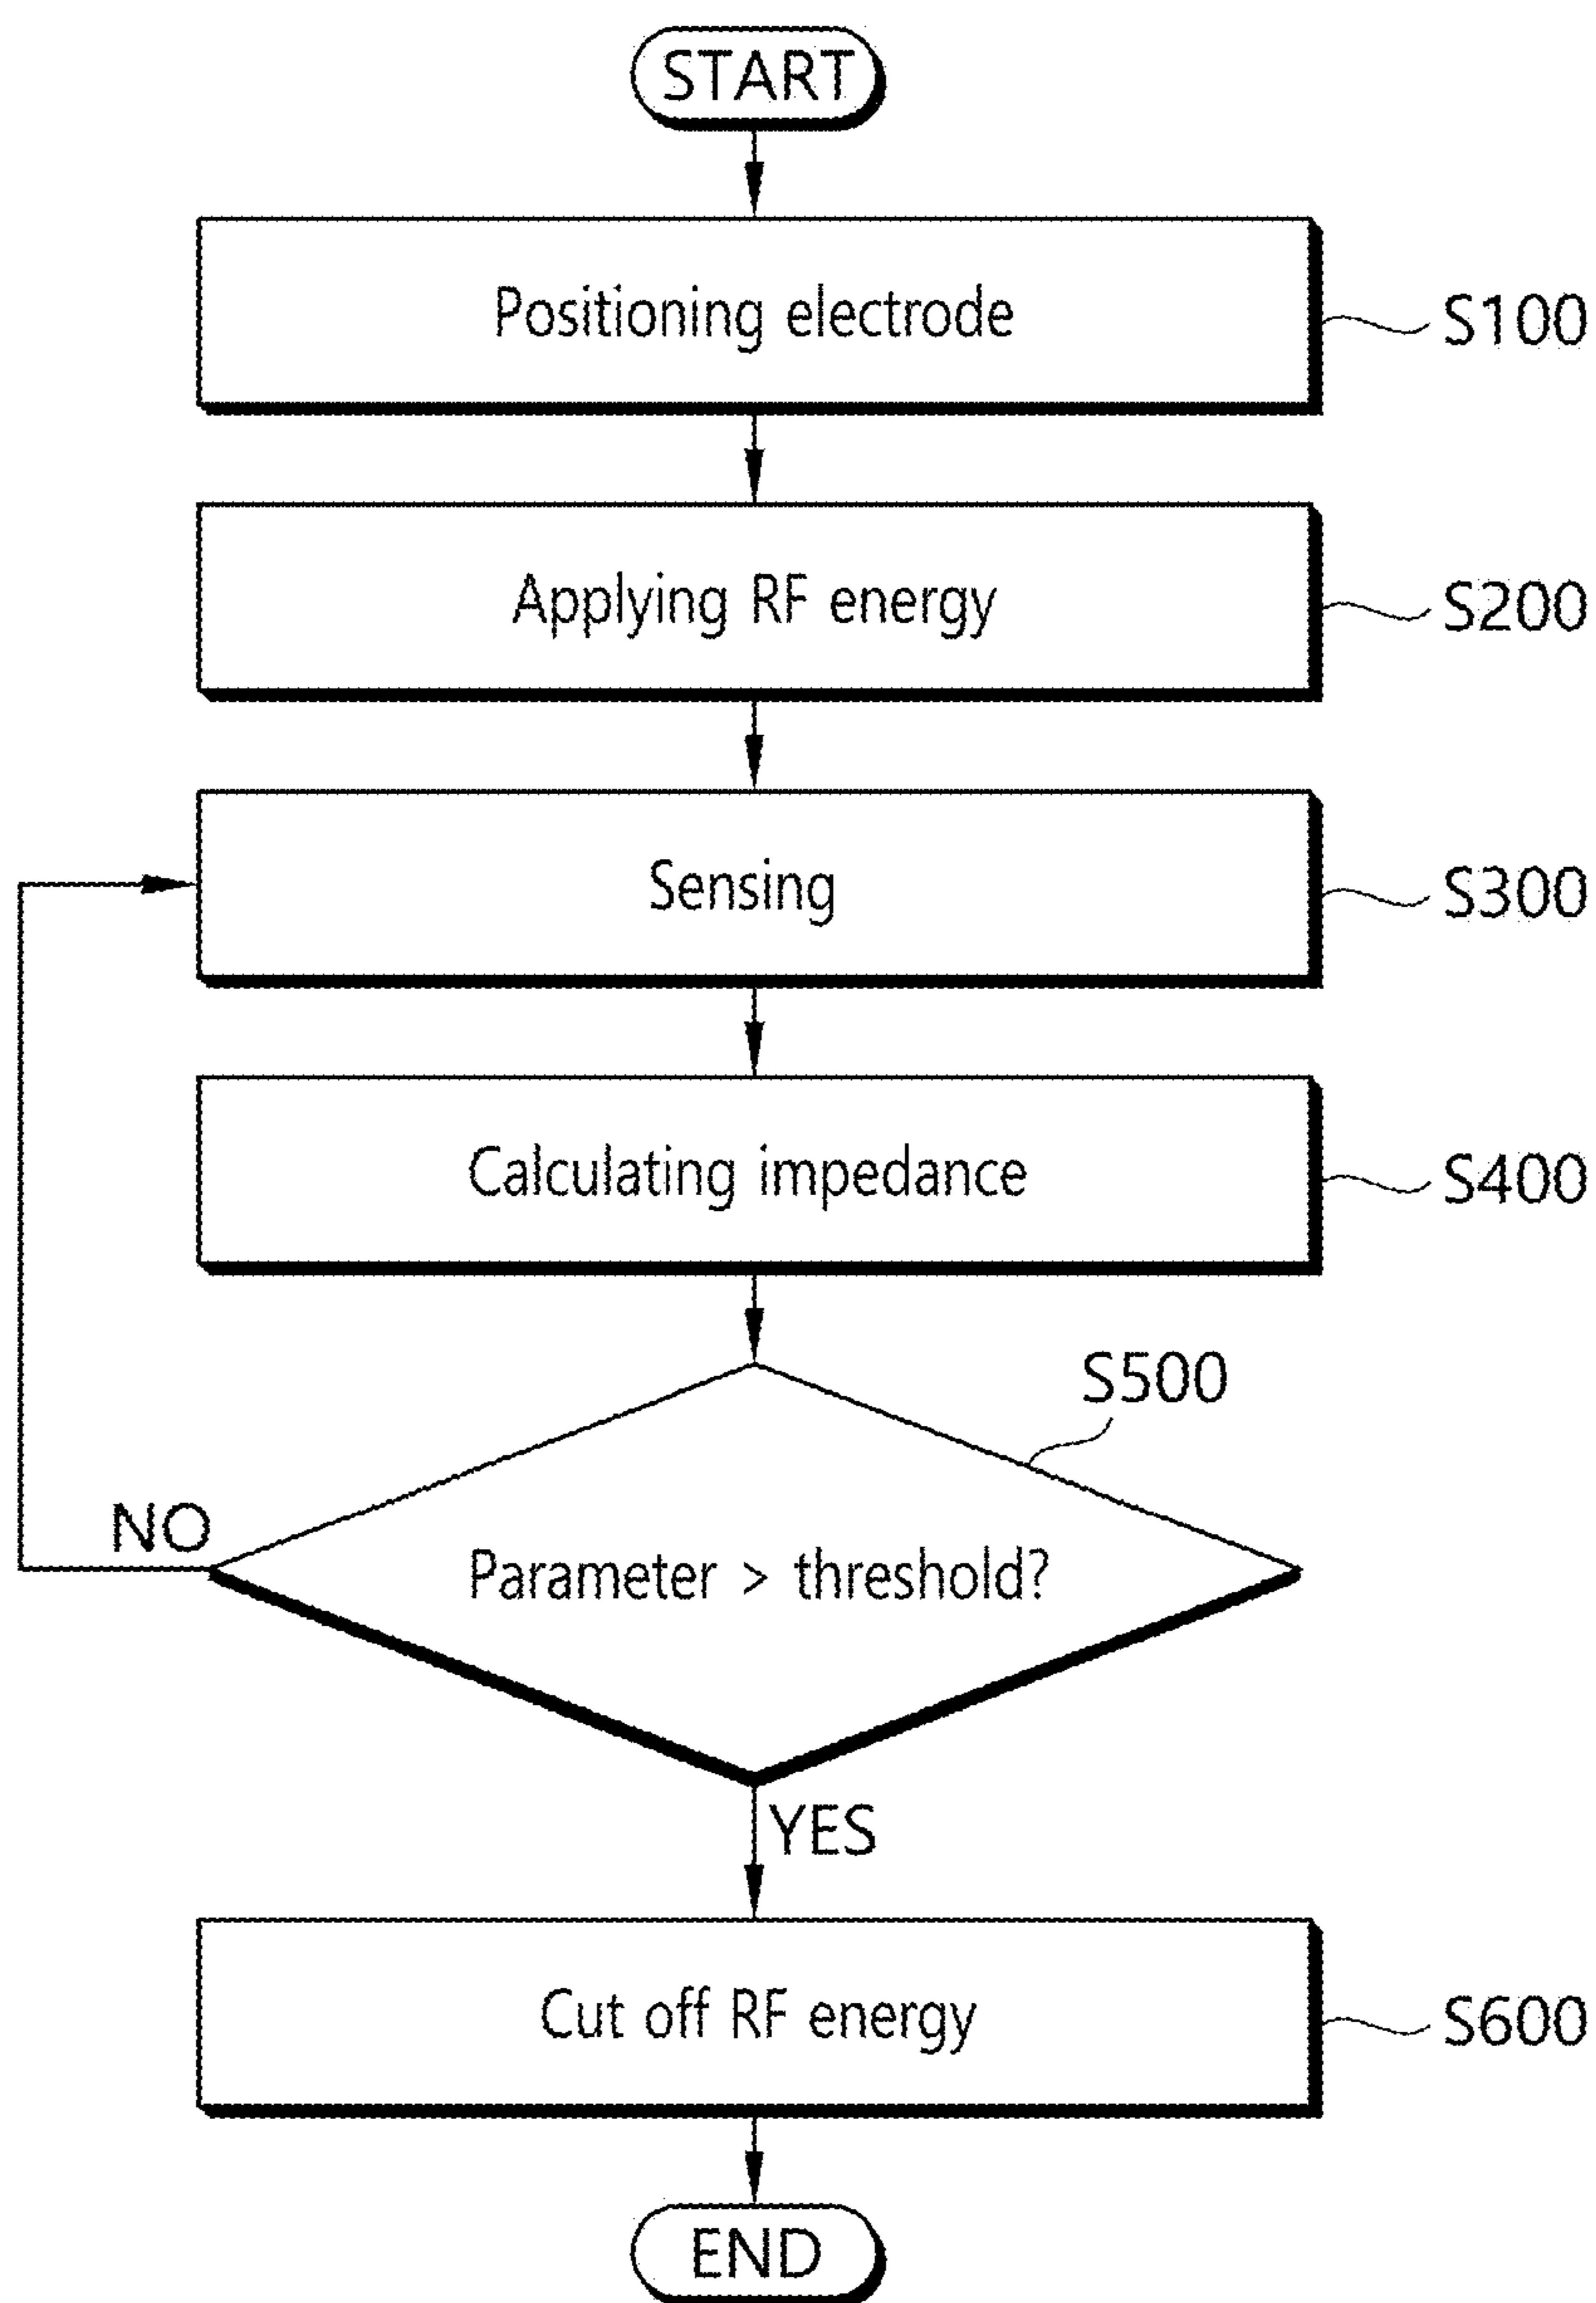 START
Positioning electrode
S100
Applying RF energy
S200
Sensing
S300
Calculating impedance
S400
S500
NO
Parameter > threshold?
YES
Cut off RF energy
S600
END